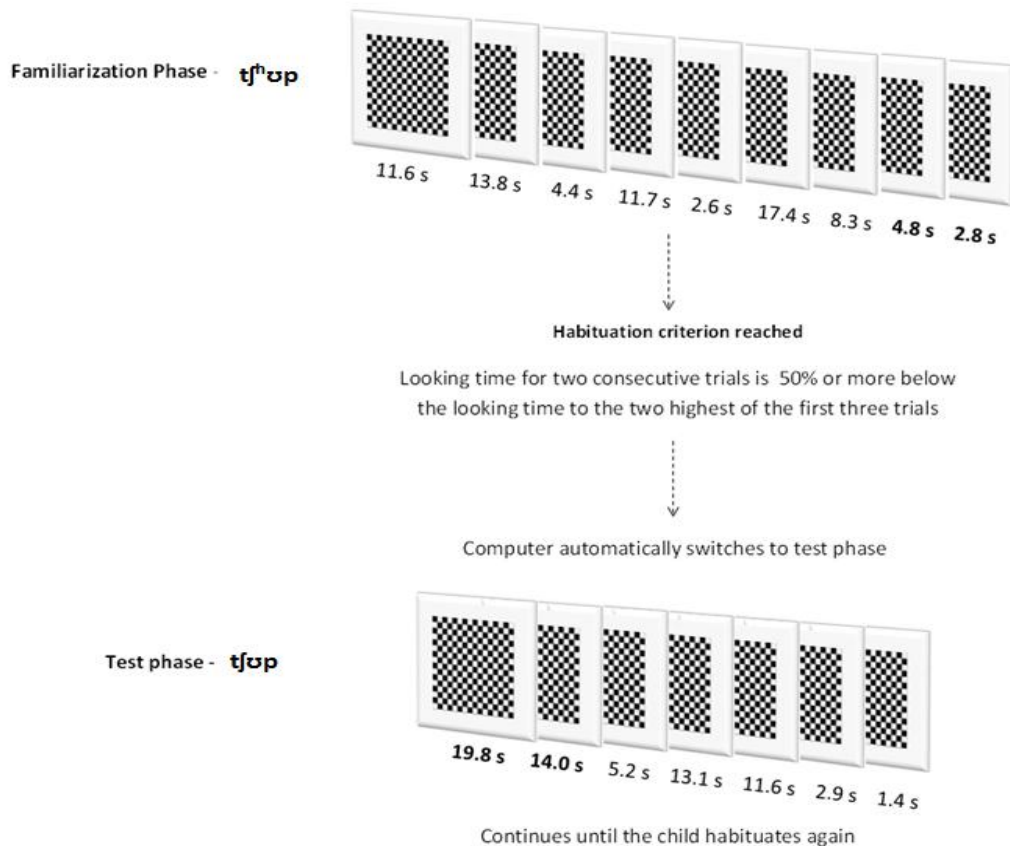 Familiarization Phase - tʃʰʊp
11.6 s 13.8 s 4.4 s 11.7 s 2.6 s 17.4 s 8.3 s 4.8 s 2.8 s
Habituation criterion reached
Looking time for two consecutive trials is 50% or more below
the looking time to the two highest of the first three trials
Computer automatically switches to test phase
Test phase - tʃʊp
19.8 s 14.0 s 5.2 s 13.1 s 11.6 s 2.9 s 1.4 s
Continues until the child habituates again